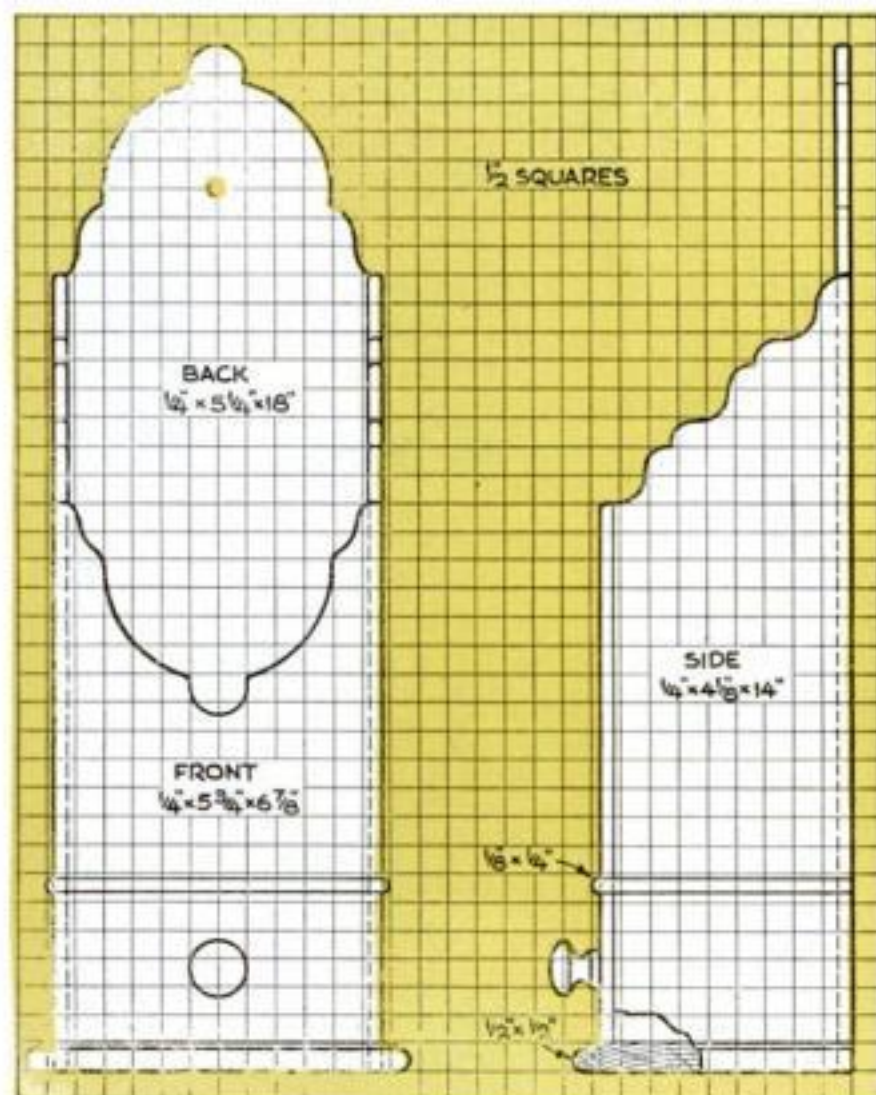 ½" SQUARES
BACK
¼" x 5¼" x 18"
SIDE
¼" x 4⅛" x 14"
FRONT
¼" x 5¾" x 6⅞"
⅛" x ¼"
½" x ½"